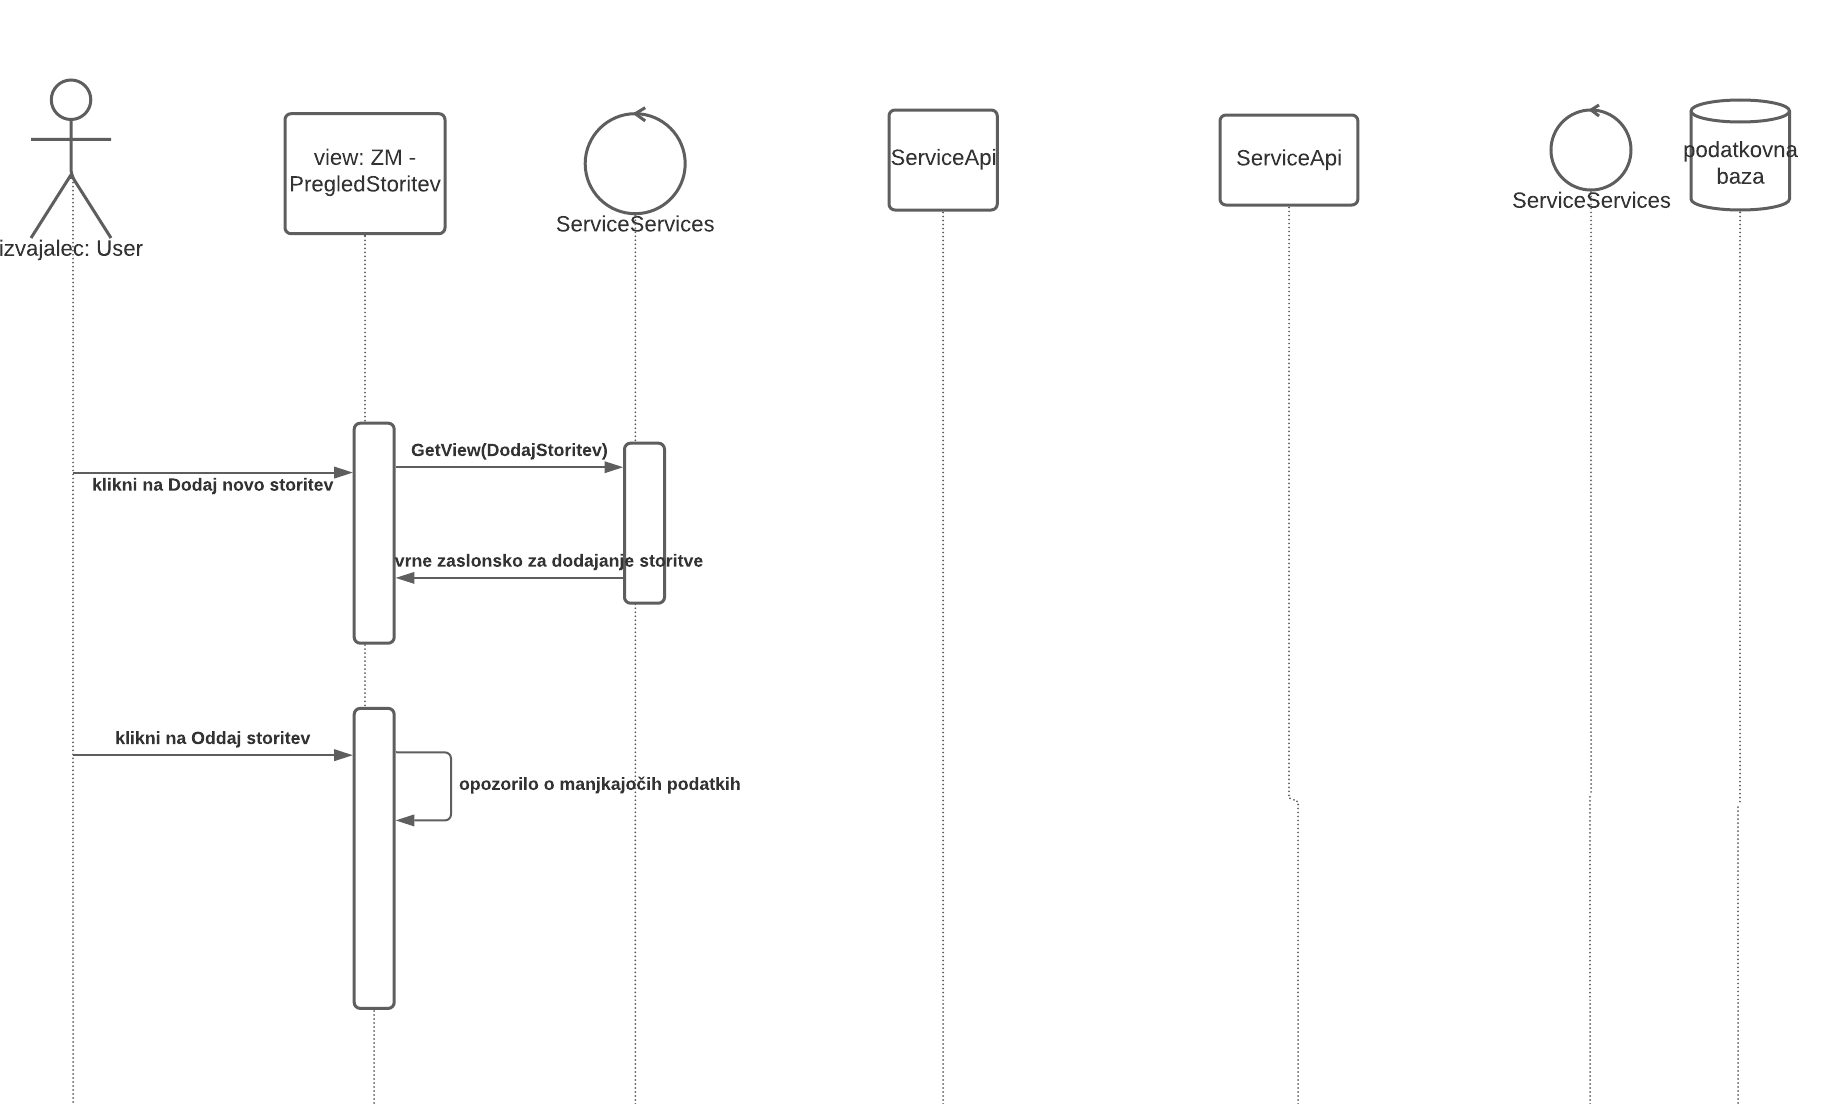 izvajalec: User
view: ZM -
PregledStoritev
ServiceServices
ServiceApi
ServiceApi
ServiceServices
podatkovna
baza
GetView(DodajStoritev)
klikni na Dodaj novo storitev
vrne zaslonsko za dodajanje storitve
klikni na Oddaj storitev
opozorilo o manjkajočih podatkih